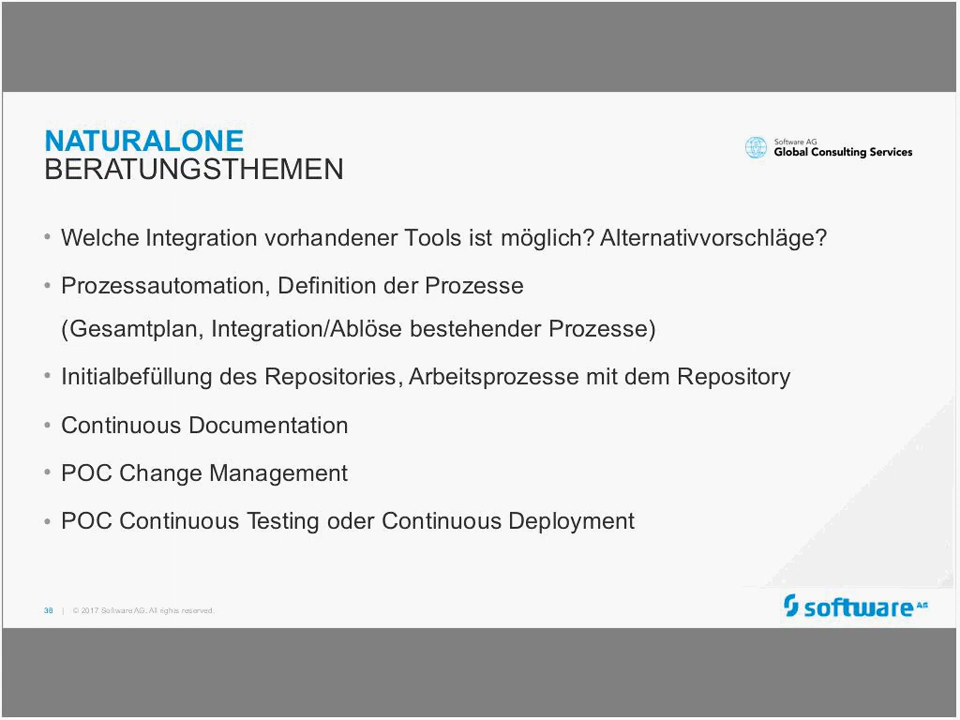 NATURALONE
BERATUNGSTHEMEN
Software AG
Global Consulting Services
• Welche Integration vorhandener Tools ist möglich? Alternativvorschläge?
• Prozessautomation, Definition der Prozesse
(Gesamtplan, Integration/Ablöse bestehender Prozesse)
• Initialbefüllung des Repositories, Arbeitsprozesse mit dem Repository
• Continuous Documentation
• POC Change Management
• POC Continuous Testing oder Continuous Deployment
38 | © 2017 Software AG. All rights reserved.
software AG